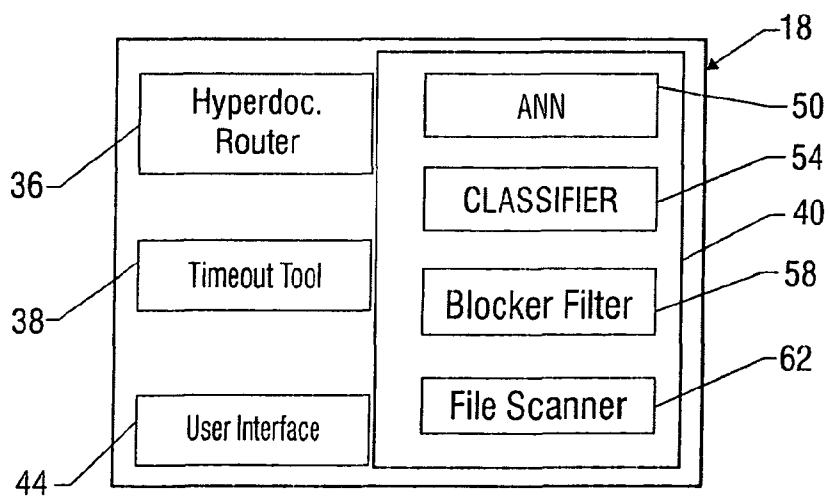 18
Hyperdoc.
Router
ANN
50
36
CLASSIFIER
54
40
Timeout Tool
Blocker Filter
58
38
File Scanner
62
User Interface
44